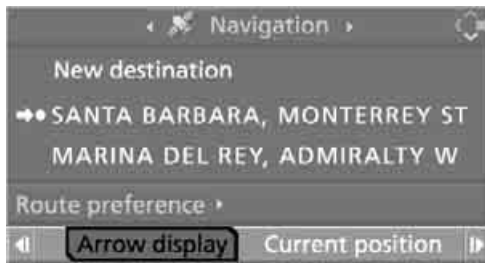 Navigation
New destination
SANTA BARBARA, MONTERREY ST
MARINA DEL REY, ADMIRALTY W
Route preference
Arrow display Current position